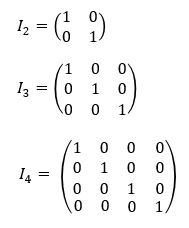 I₂ = (1 0
0 1)
I₃ = (1 0 0
0 1 0
0 0 1)
I₄ = (1 0 0 0
0 1 0 0
0 0 1 0
0 0 0 1)